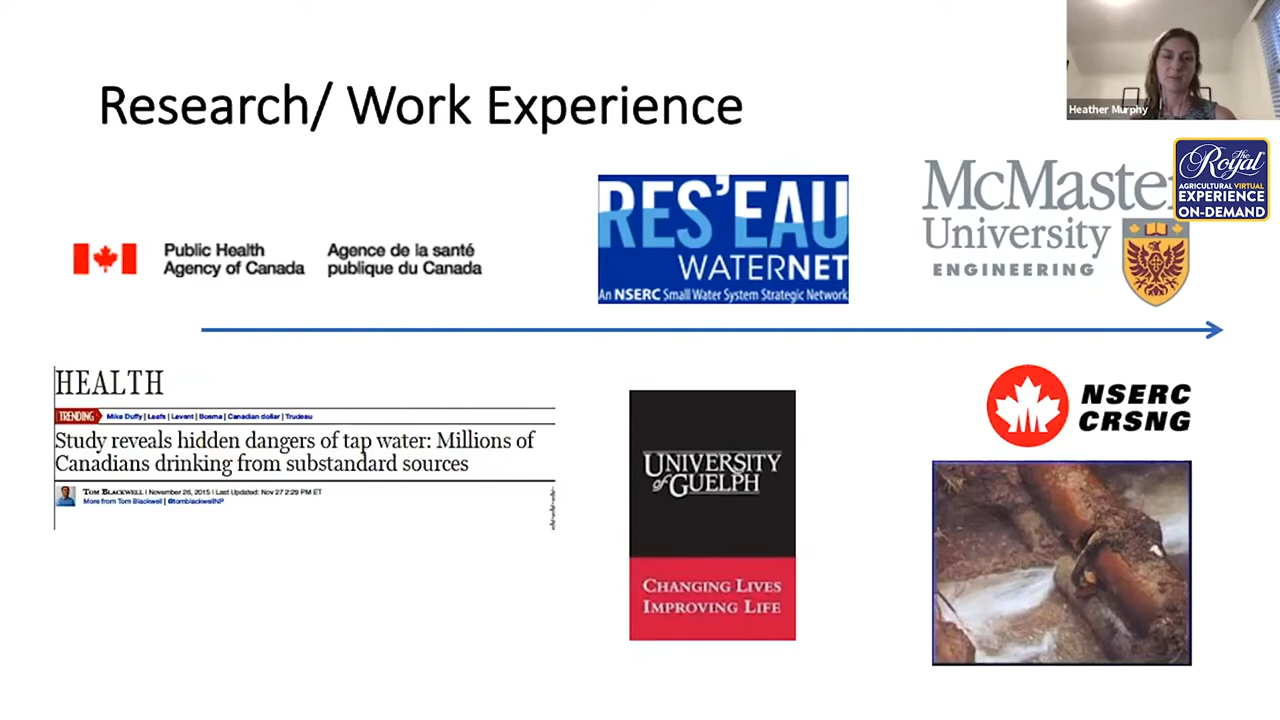 Research/ Work Experience
Heather Murphy
The Royal
AGRICULTURAL VIRTUAL
EXPERIENCE
ON-DEMAND
Public Health
Agency of Canada
Agence de la santé
publique du Canada
RES'EAU
WATERNET
An NSERC Small Water System Strategic Network
McMaste
University
ENGINEERING
HEALTH
TRENDING Mike Duffy | Leafs | Levant | Bosma | Canadian dollar | Trudeau
Study reveals hidden dangers of tap water: Millions of
Canadians drinking from substandard sources
TOM BLACKWELL | November 26, 2015 | Last Updated: Nov 27 2:29 PM ET
More from Tom Blackwell | @tomblackwellNP
UNIVERSITY
of GUELPH
CHANGING LIVES
IMPROVING LIFE
NSERC
CRSNG